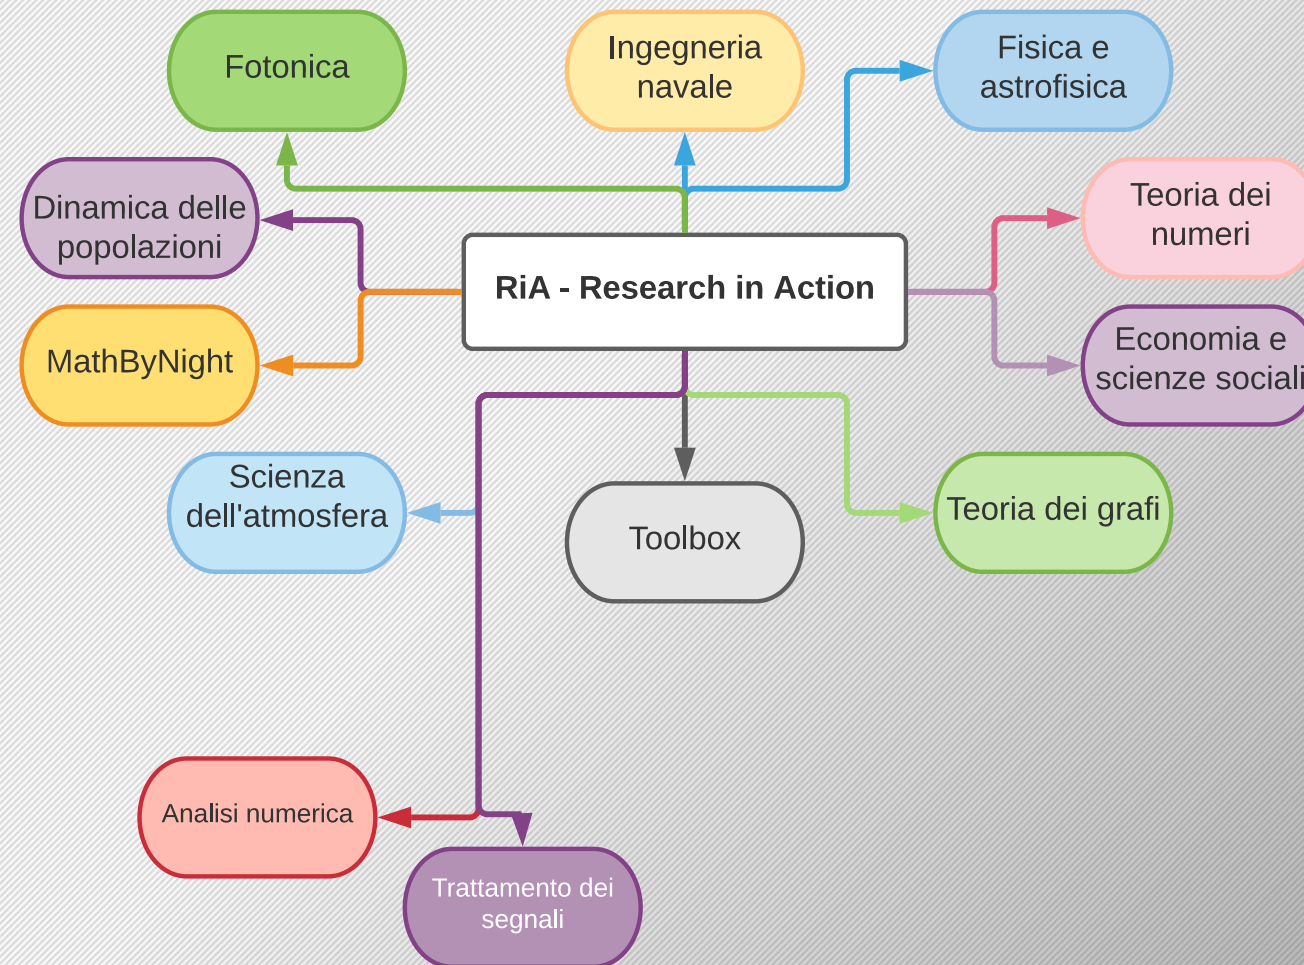 Fotonica
Ingegneria
navale
Fisica e
astrofisica
Dinamica delle
popolazioni
Teoria dei
numeri
RiA - Research in Action
MathByNight
Economia e
scienze sociali
Scienza
dell'atmosfera
Toolbox
Teoria dei grafi
Analisi numerica
Trattamento dei
segnali